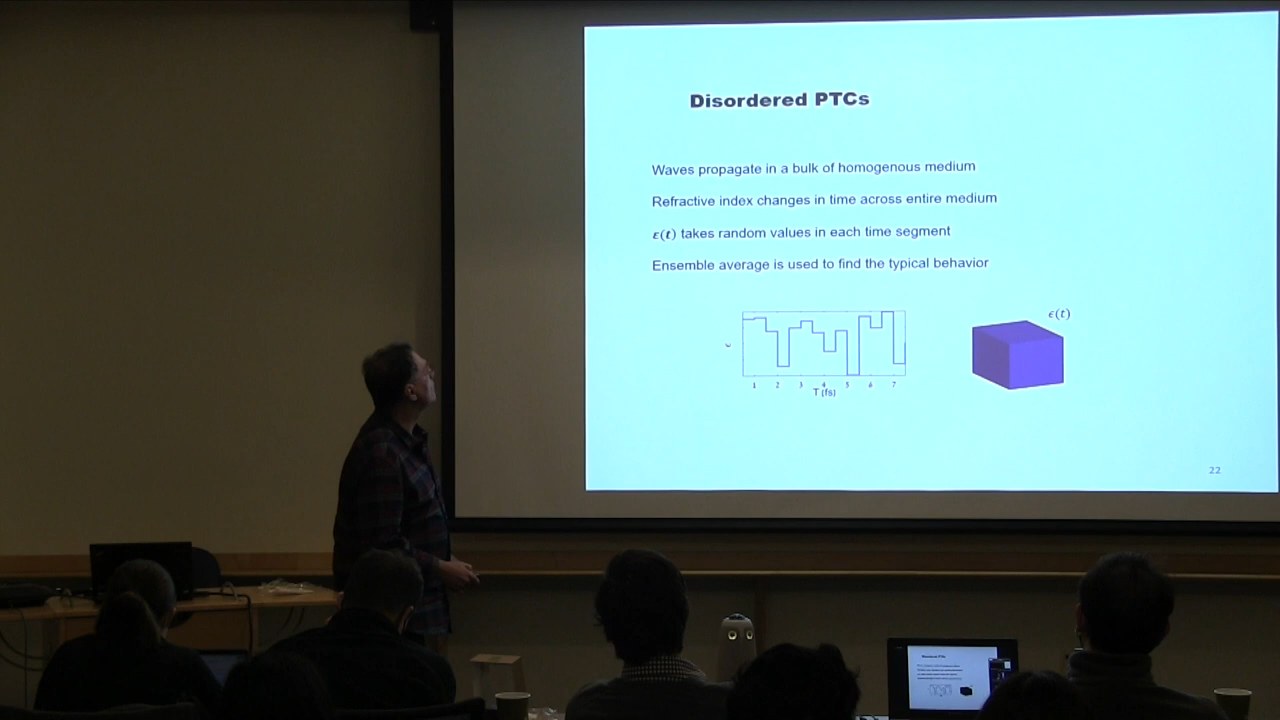 Disordered PTCs
Waves propagate in a bulk of homogenous medium
Refractive index changes in time across entire medium
ε(t) takes random values in each time segment
Ensemble average is used to find the typical behavior
ϵ(t)
ϵ
1 2 3 4 5 6 7
T (fs)
22
Disordered PTCs